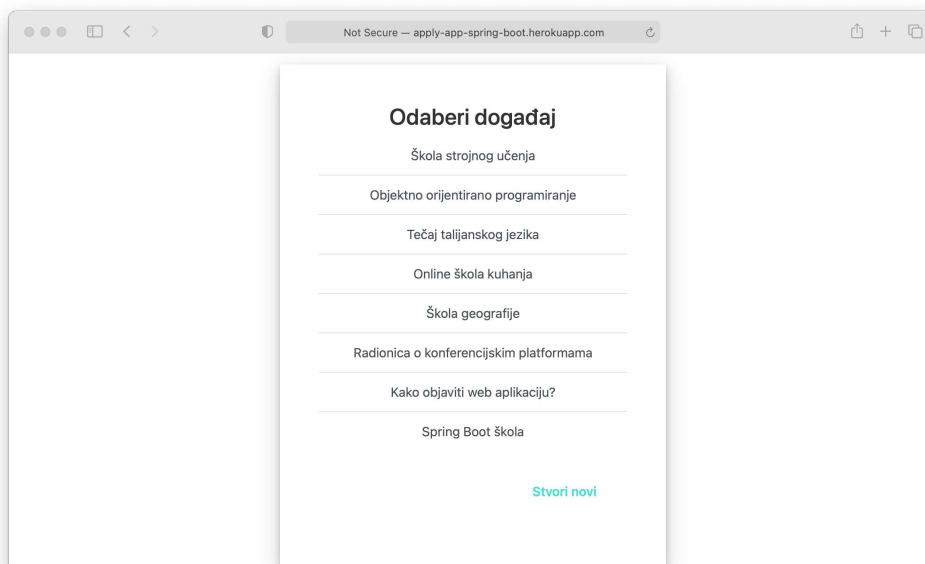 Not Secure — apply-app-spring-boot.herokuapp.com
Odaberi događaj
Škola strojnog učenja
Objektno orijentirano programiranje
Tečaj talijanskog jezika
Online škola kuhanja
Škola geografije
Radionica o konferencijskim platformama
Kako objaviti web aplikaciju?
Spring Boot škola
Stvori novi